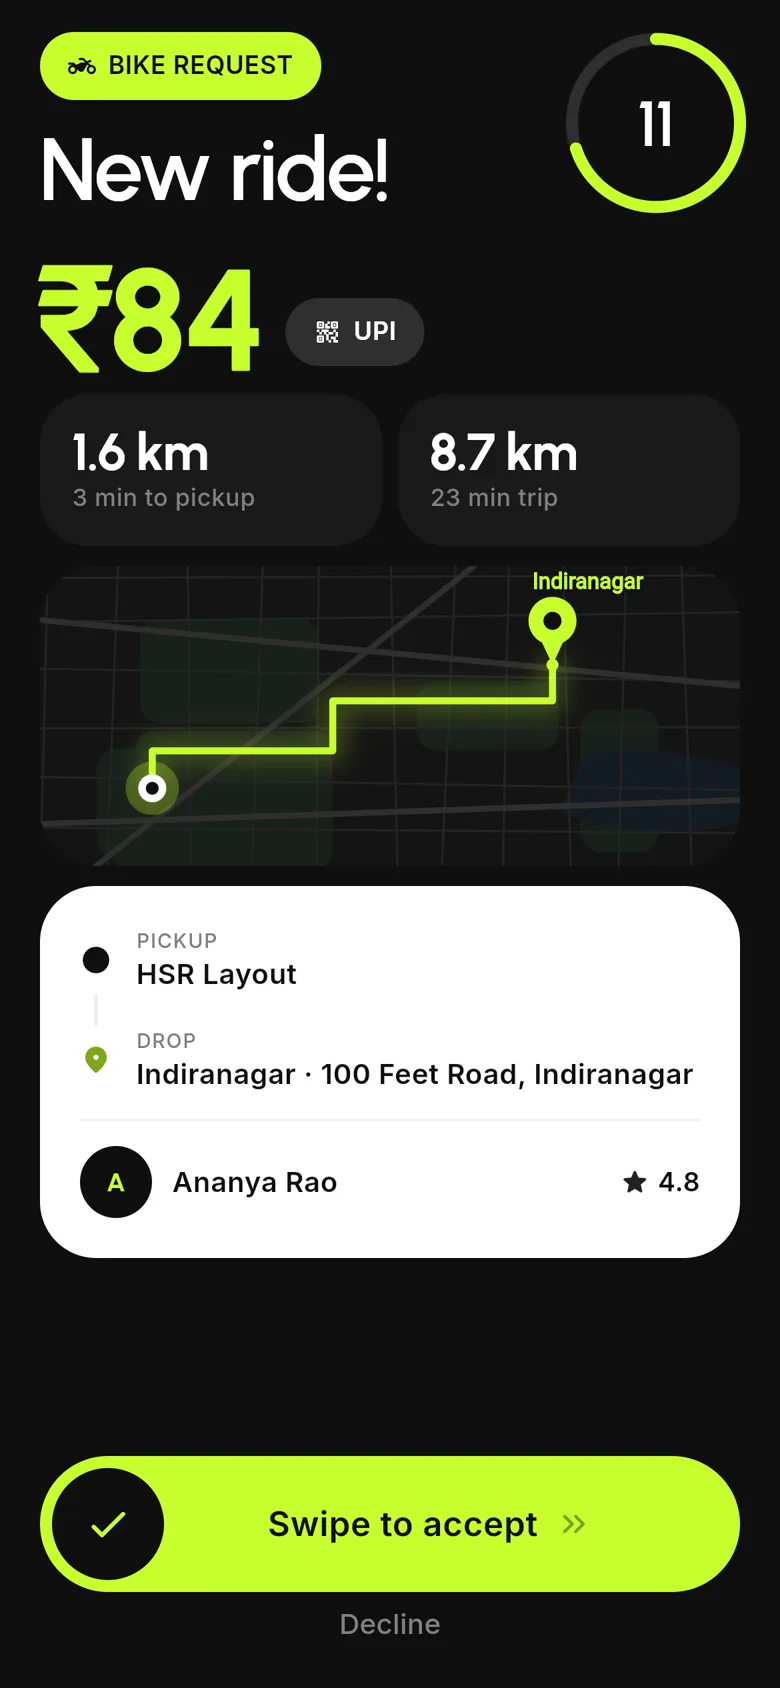 BIKE REQUEST
11
New ride!
₹84
UPI
1.6 km
3 min to pickup
8.7 km
23 min trip
Indiranagar
PICKUP
HSR Layout
DROP
Indiranagar · 100 Feet Road, Indiranagar
A
Ananya Rao
4.8
Swipe to accept
Decline